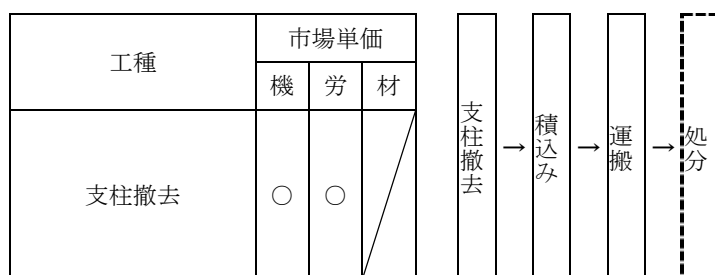 工種
市場単価
機 労 材
支柱撤去 ○ ○
支柱撤去 → 積込み → 運搬 → 処分